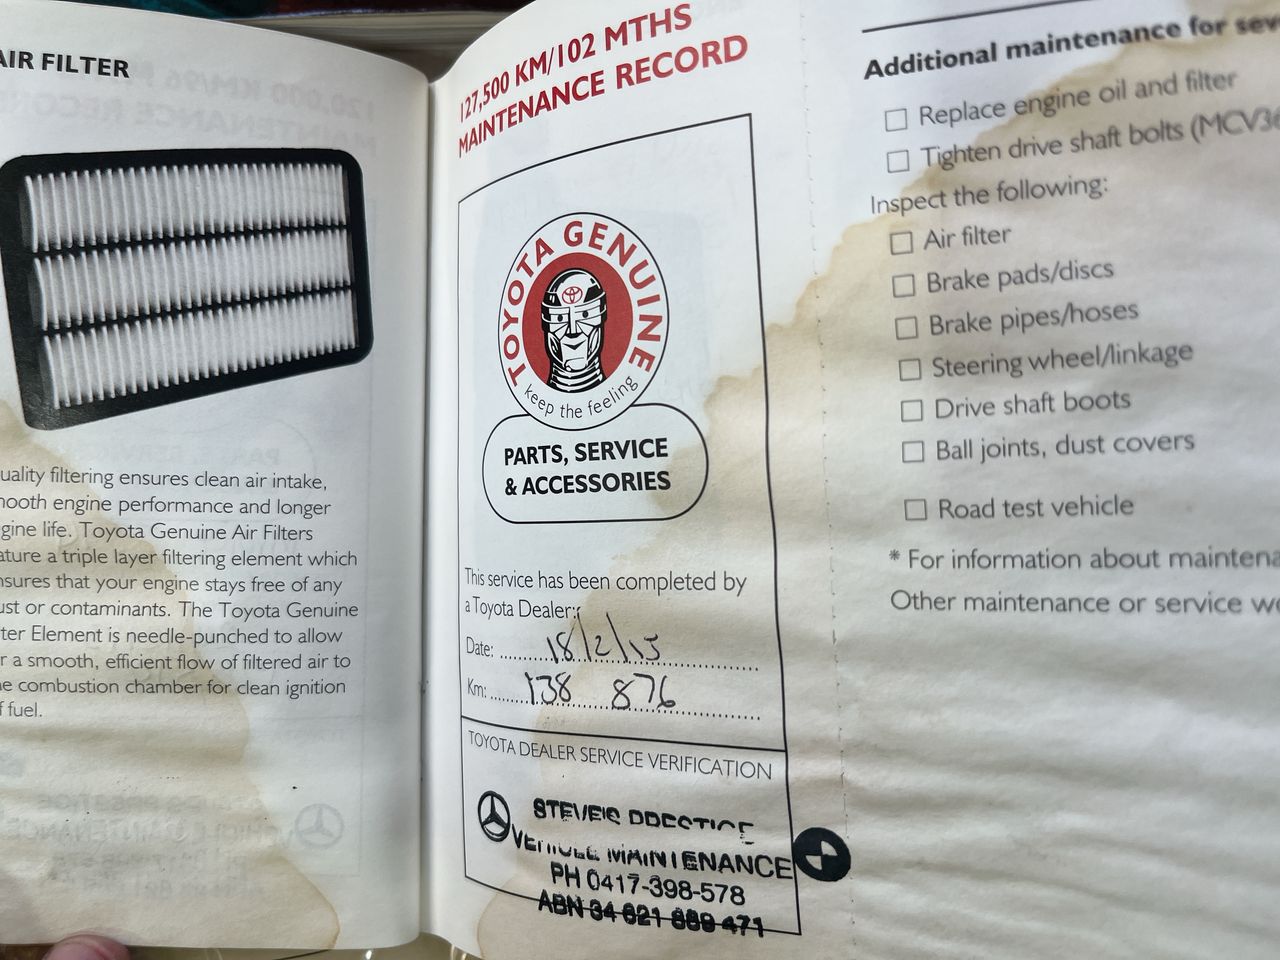 AIR FILTER
uality filtering ensures clean air intake,
nooth engine performance and longer
gine life. Toyota Genuine Air Filters
ature a triple layer filtering element which
nsures that your engine stays free of any
ust or contaminants. The Toyota Genuine
ter Element is needle-punched to allow
r a smooth, efficient flow of filtered air to
e combustion chamber for clean ignition
f fuel.
127,500 KM/102 MTHS
MAINTENANCE RECORD
TOYOTA GENUINE
keep the feeling
PARTS, SERVICE
& ACCESSORIES
This service has been completed by
a Toyota Dealer:
Date: 18/2/15
Km: 138 876
TOYOTA DEALER SERVICE VERIFICATION
STEVE'S PRESTIGE
VEHICLE MAINTENANCE
PH 0417-398-578
ABN 34 621 889 471
Additional maintenance for sev
Replace engine oil and filter
Tighten drive shaft bolts (MCV36
Inspect the following:
Air filter
Brake pads/discs
Brake pipes/hoses
Steering wheel/linkage
Drive shaft boots
Ball joints, dust covers
Road test vehicle
* For information about maintena
Other maintenance or service wo